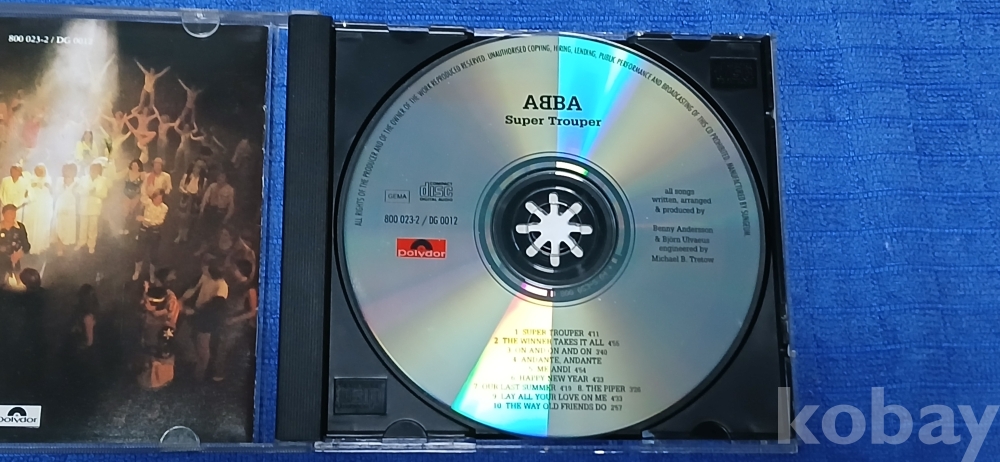 800 023-2 / DG 0012
polydor
ALL RIGHTS OF THE PRODUCER AND OF THE OWNER OF THE WORK REPRODUCED RESERVED. UNAUTHORISED COPYING, HIRING, LENDING, PUBLIC PERFORMANCE AND BROADCASTING OF THIS CD PROHIBITED. MANUFACTURED BY
ABBA
Super Trouper
GEMA
disc
DIGITAL AUDIO
800 023-2 / DG 0012
polydor
all songs
written, arranged
& produced by
Benny Andersson
& Björn Ulvaeus
engineered by
Michael B. Tretow
1. SUPER TROUPER 4'11
2. THE WINNER TAKES IT ALL 4'55
3. ON AND ON AND ON 3'40
4. ANDANTE, ANDANTE
5. ME AND I 4'54
6. HAPPY NEW YEAR 4'23
7. OUR LAST SUMMER 4'19 8. THE PIPER 3'26
9. LAY ALL YOUR LOVE ON ME 4'33
10. THE WAY OLD FRIENDS DO 2'57
kobay